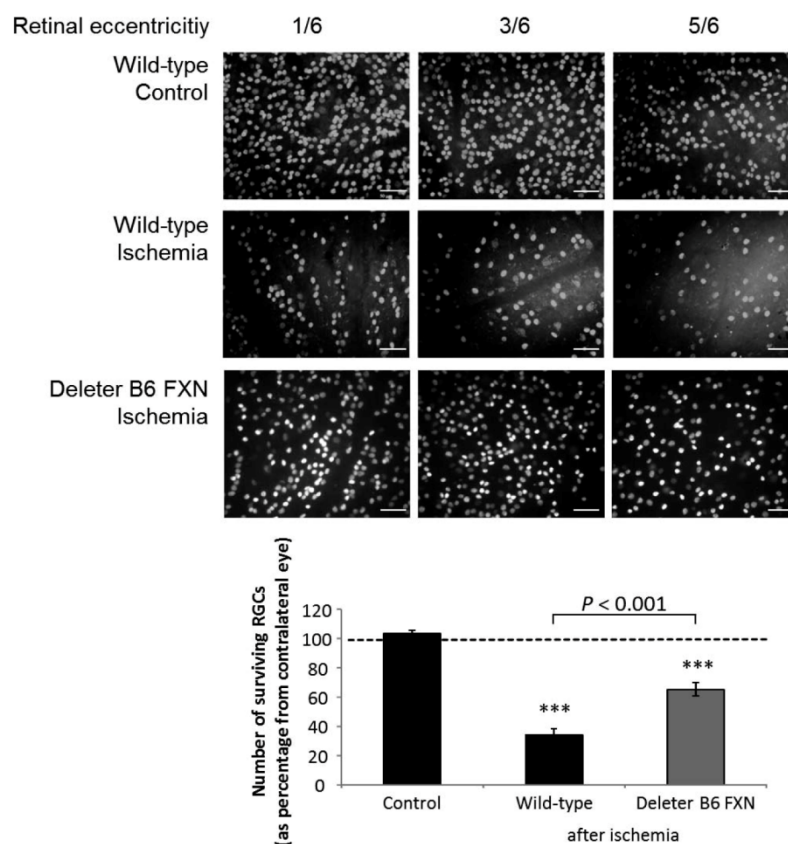 Retinal eccentricitiy 1/6 3/6 5/6
Wild-type
Control
Wild-type
Ischemia
Deleter B6 FXN
Ischemia
Number of surviving RGCs
(as percentage from contralateral eye)
P < 0.001
120
100
80
60
40
20
0
***
***
Control Wild-type Deleter B6 FXN
after ischemia